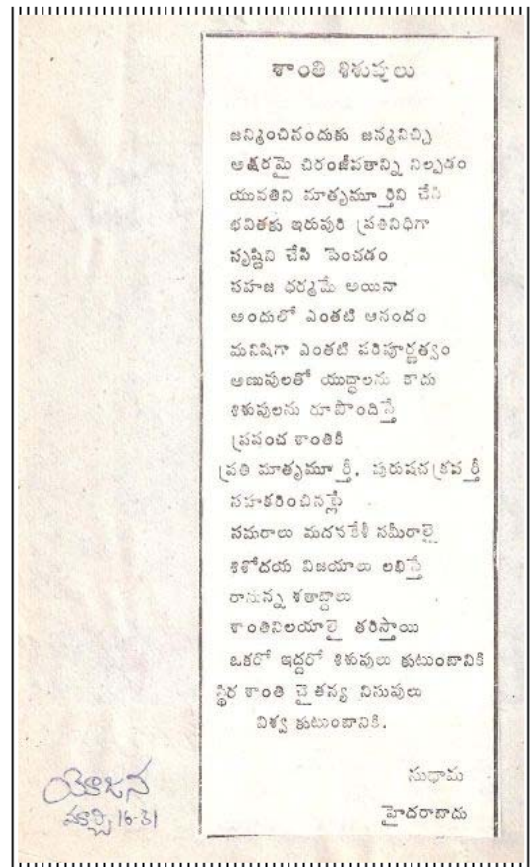 శాంతి శిశువులు
జన్మించినందుకు జన్మనిచ్చి
అక్షరమై చిరంజీవతాన్ని నిల్పడం
యువతిని మాతృమూర్తిని చేసి
భవితకు ఇరువురి ప్రతినిధిగా
సృష్టిని చేసి పెంచడం
సహజ ధర్మమే అయినా
అందులో ఎంతటి ఆనందం
మనిషిగా ఎంతటి పరిపూర్ణత్వం
అణువులతో యుద్ధాలను కాదు
శిశువులను రూపొందిస్తే
ప్రపంచ శాంతికి
ప్రతి మాతృమూర్తీ, పురుషచక్రవర్తీ
సహకరించినట్లే
సమరాలు మదనకేళీ సమీరాలై
శిశోదయ విజయాలు లభిస్తే
రానున్న శతాబ్దాలు
శాంతినిలయాలై తరిస్తాయి
ఒకరో ఇద్దరో శిశువులు కుటుంబానికి
స్థిర శాంతి చైతన్య నిసువులు
విశ్వ కుటుంబానికి.
సుధామ
హైదరాబాదు
యోజన
మార్చి 16-31